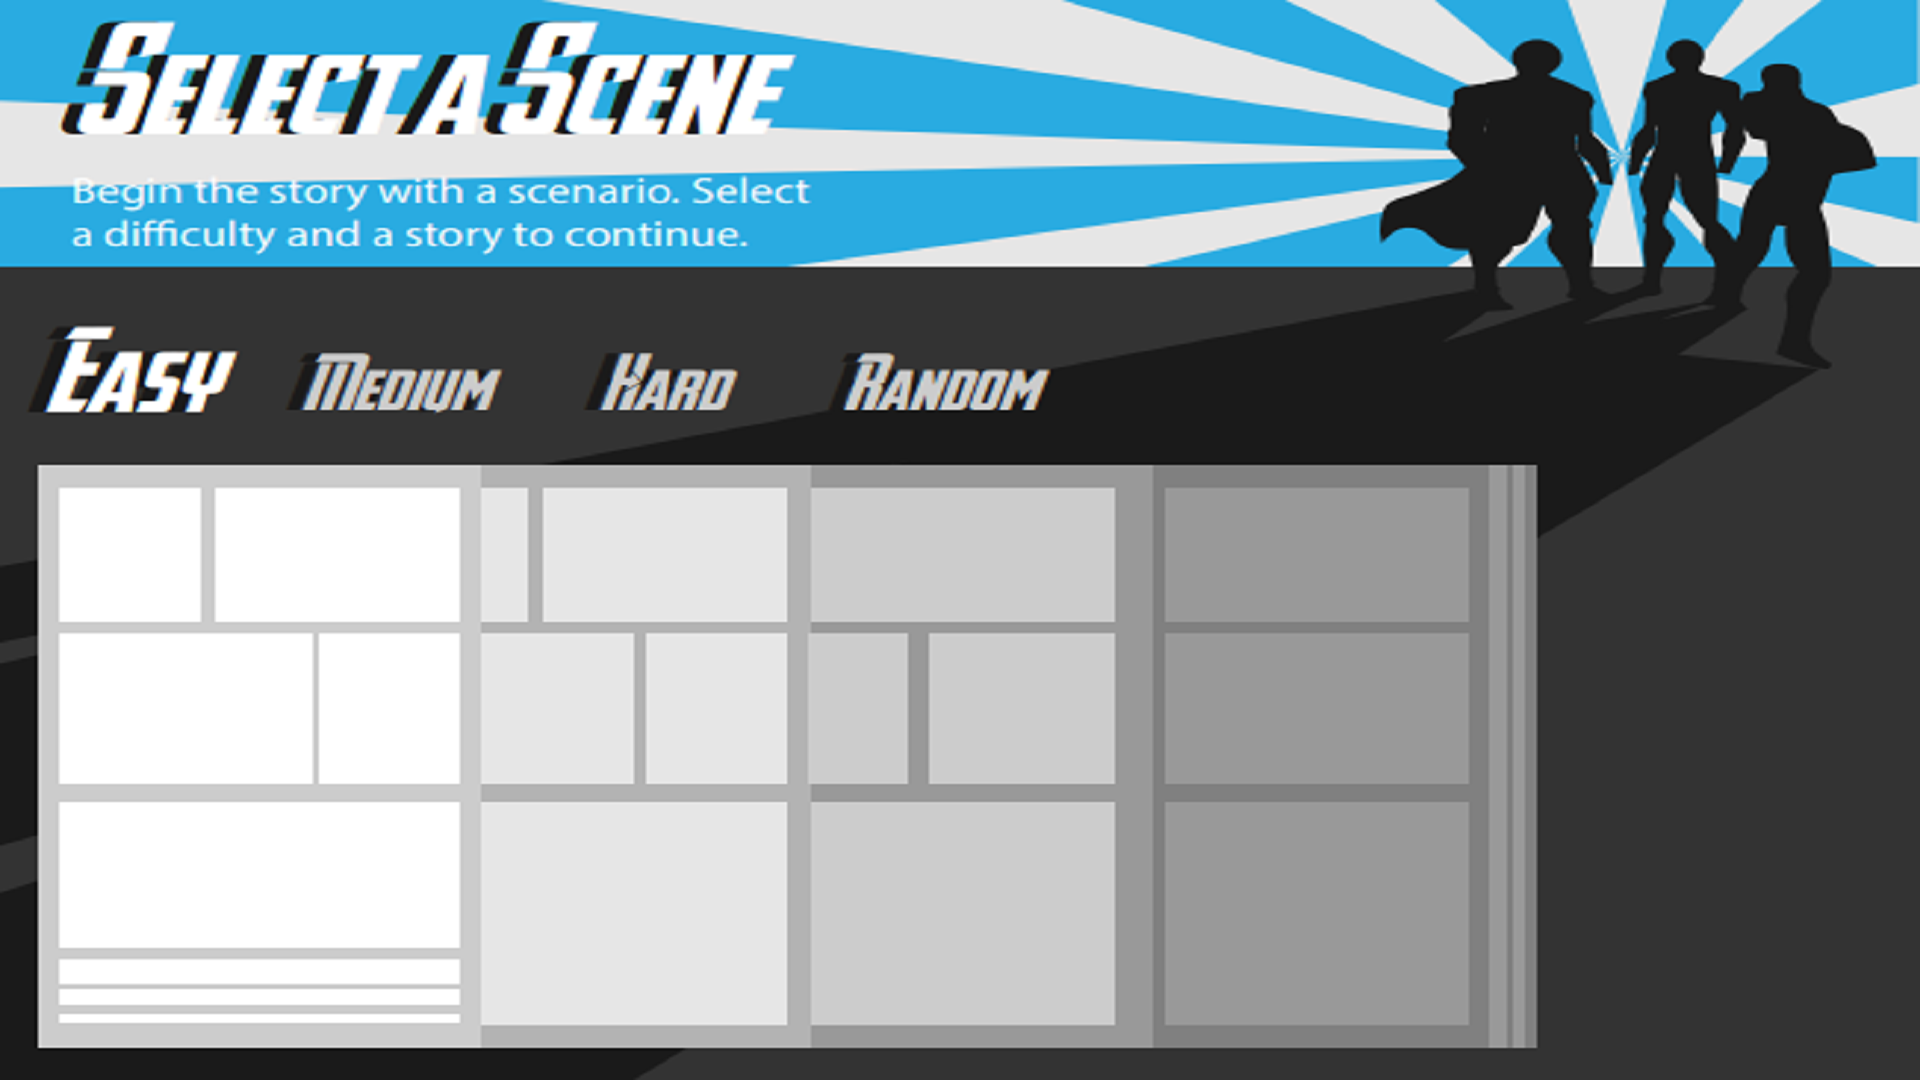 Select a Scene
Begin the story with a scenario. Select
a difficulty and a story to continue.
Easy Medium Hard Random